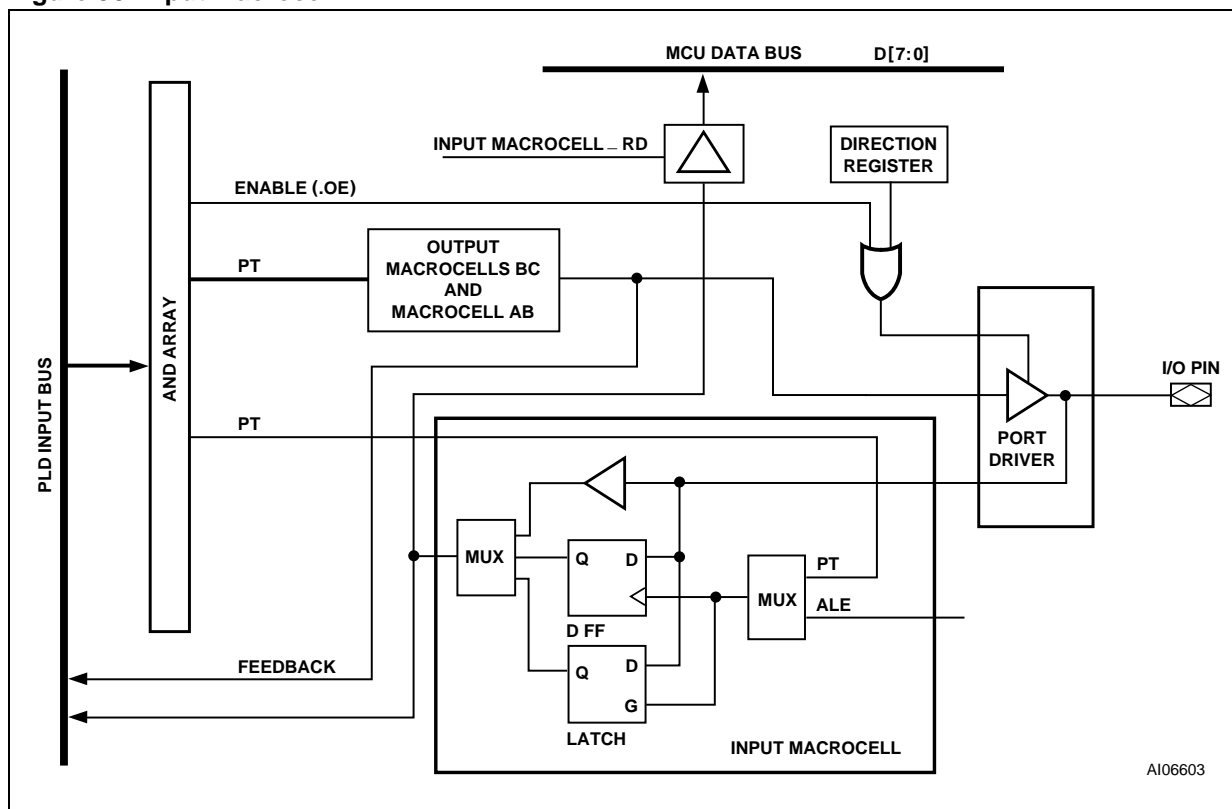 MCU DATA BUS D[7:0]
INPUT MACROCELL _ RD
DIRECTION
REGISTER
ENABLE (.OE)
PT
OUTPUT
MACROCELLS BC
AND
MACROCELL AB
AND ARRAY
PLD INPUT BUS
I/O PIN
PT
PORT
DRIVER
MUX
Q
D
D FF
MUX
PT
ALE
Q
D
G
LATCH
FEEDBACK
INPUT MACROCELL
AI06603